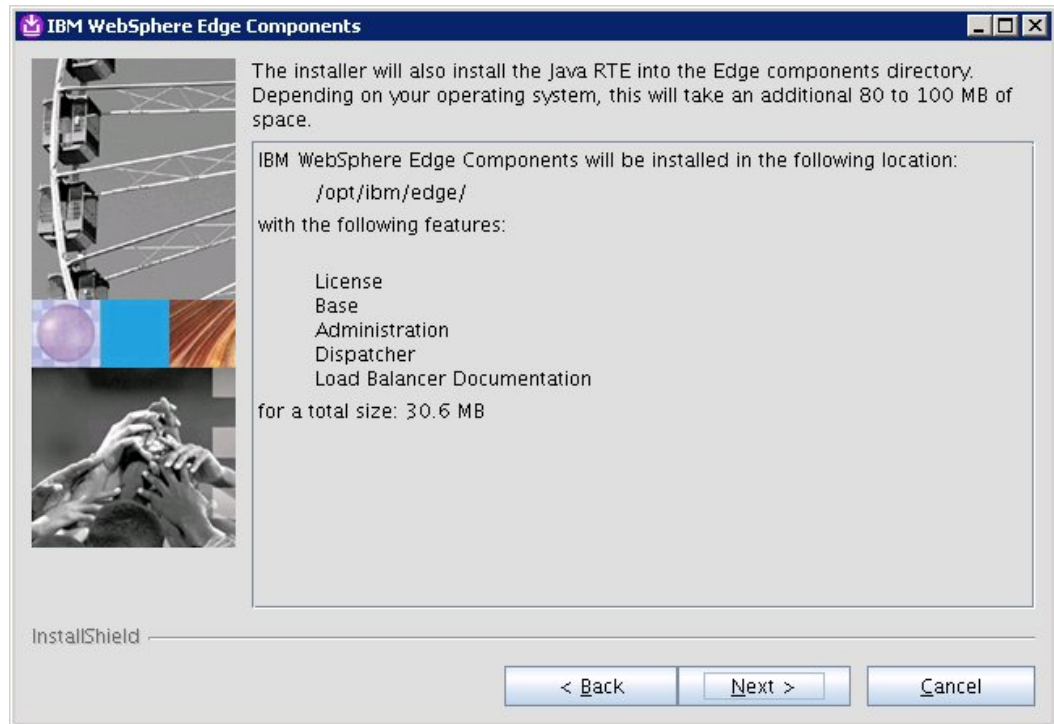 IBM WebSphere Edge Components
The installer will also install the Java RTE into the Edge components directory.
Depending on your operating system, this will take an additional 80 to 100 MB of
space.
IBM WebSphere Edge Components will be installed in the following location:
/opt/ibm/edge/
with the following features:
License
Base
Administration
Dispatcher
Load Balancer Documentation
for a total size: 30.6 MB
InstallShield
< Back
Next >
Cancel